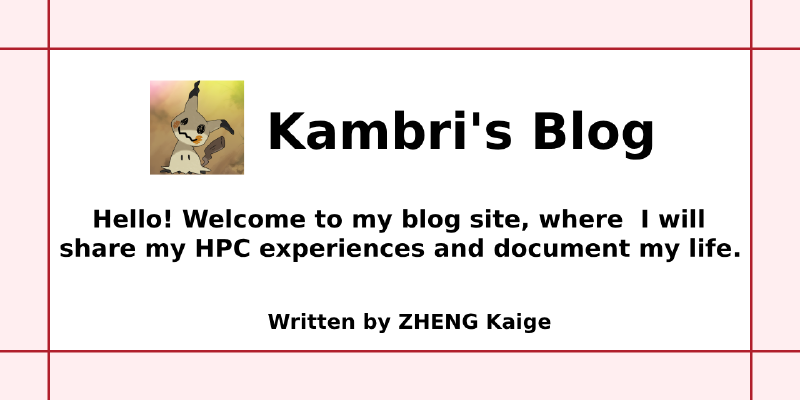 Kambri's Blog
Hello! Welcome to my blog site, where  I will
share my HPC experiences and document my life.
Written by ZHENG Kaige